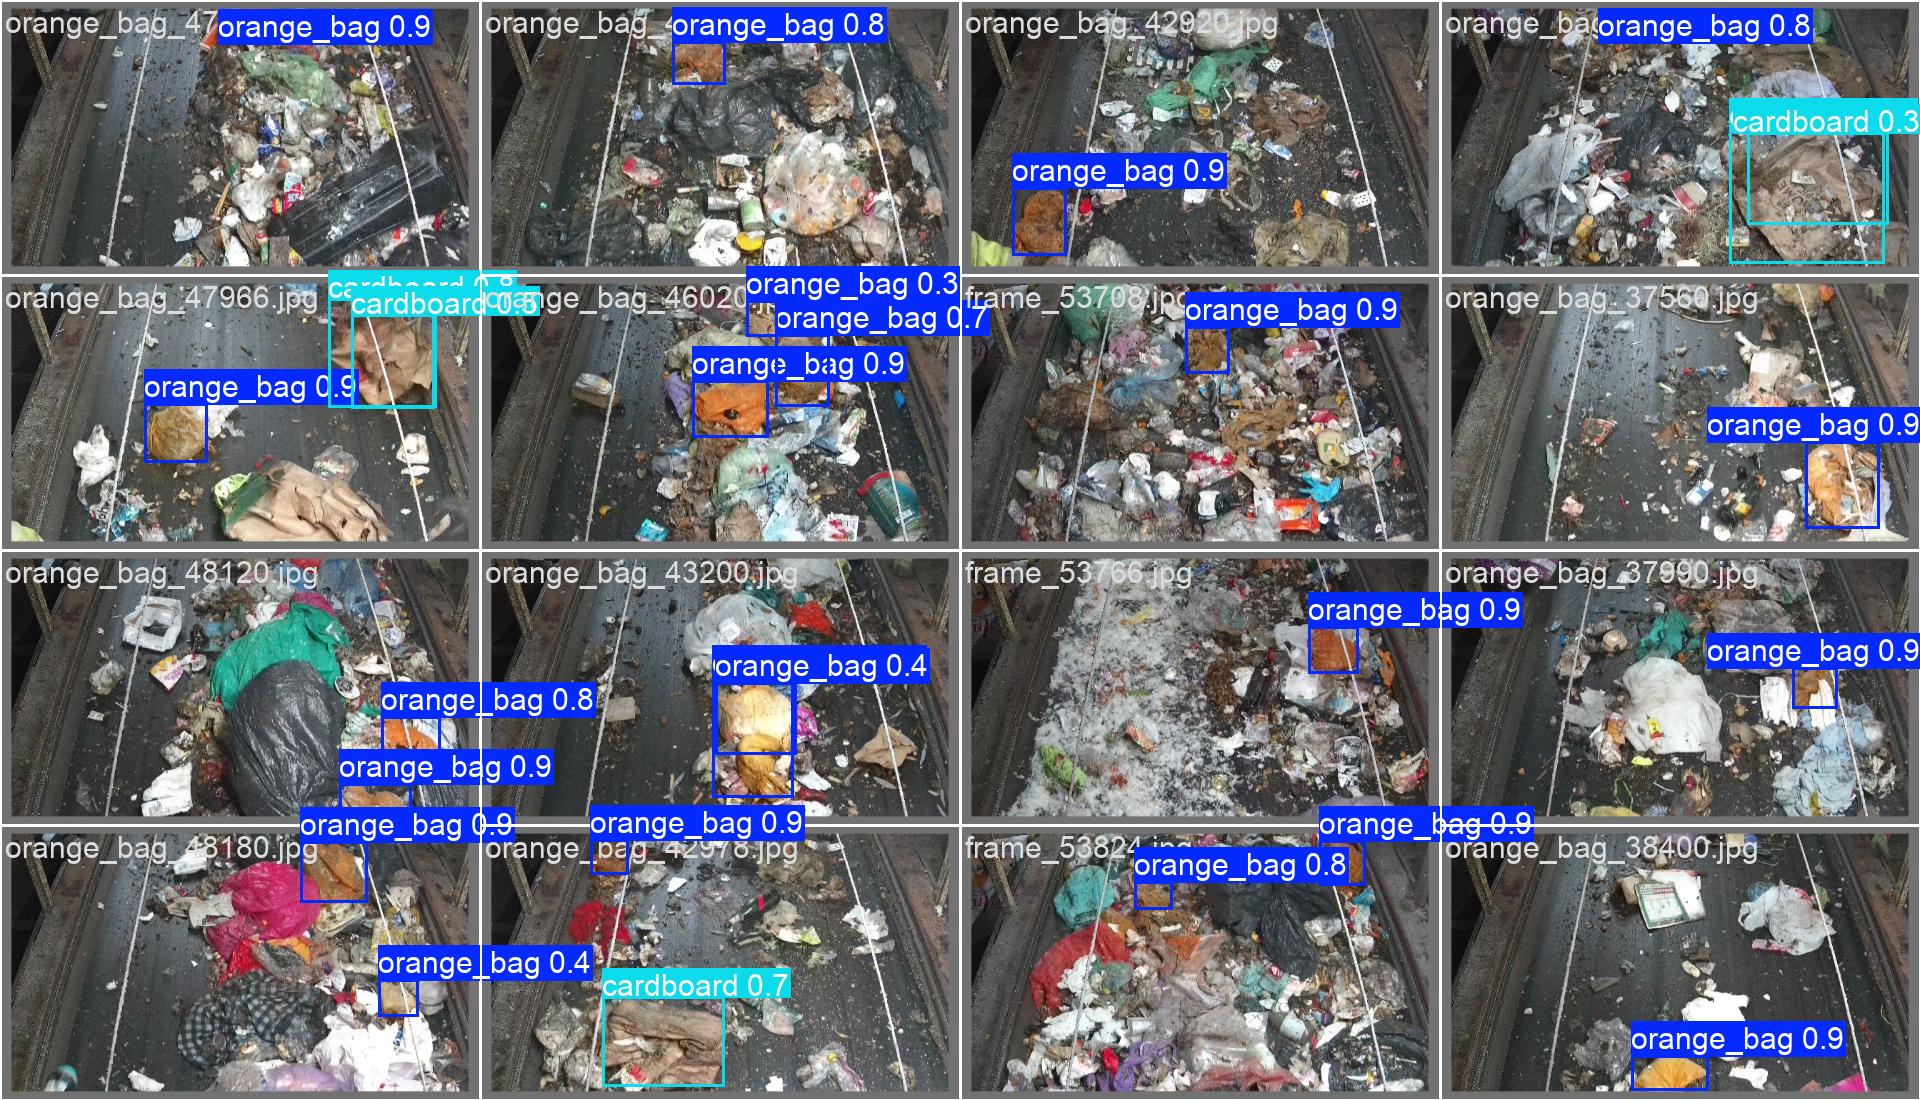 orange_bag_47
orange_bag 0.9
orange_bag_4
orange_bag 0.8
orange_bag_42920.jpg
orange_bag 0.9
orange_bag
orange_bag 0.8
cardboard 0.3
orange_bag_47966.jpg
cardboard 0.8
cardboard 0.5
orange_bag 0.9
orange_bag_46020
orange_bag 0.3
orange_bag 0.7
orange_bag 0.9
frame_53708.jpg
orange_bag 0.9
orange_bag_37560.jpg
orange_bag 0.9
orange_bag_48120.jpg
orange_bag 0.8
orange_bag 0.9
orange_bag_43200.jpg
orange_bag 0.4
frame_53766.jpg
orange_bag 0.9
orange_bag_37990.jpg
orange_bag 0.9
orange_bag_48180.jpg
orange_bag 0.9
orange_bag 0.4
orange_bag_42978.jpg
orange_bag 0.9
cardboard 0.7
frame_53824.jpg
orange_bag 0.9
orange_bag 0.8
orange_bag_38400.jpg
orange_bag 0.9